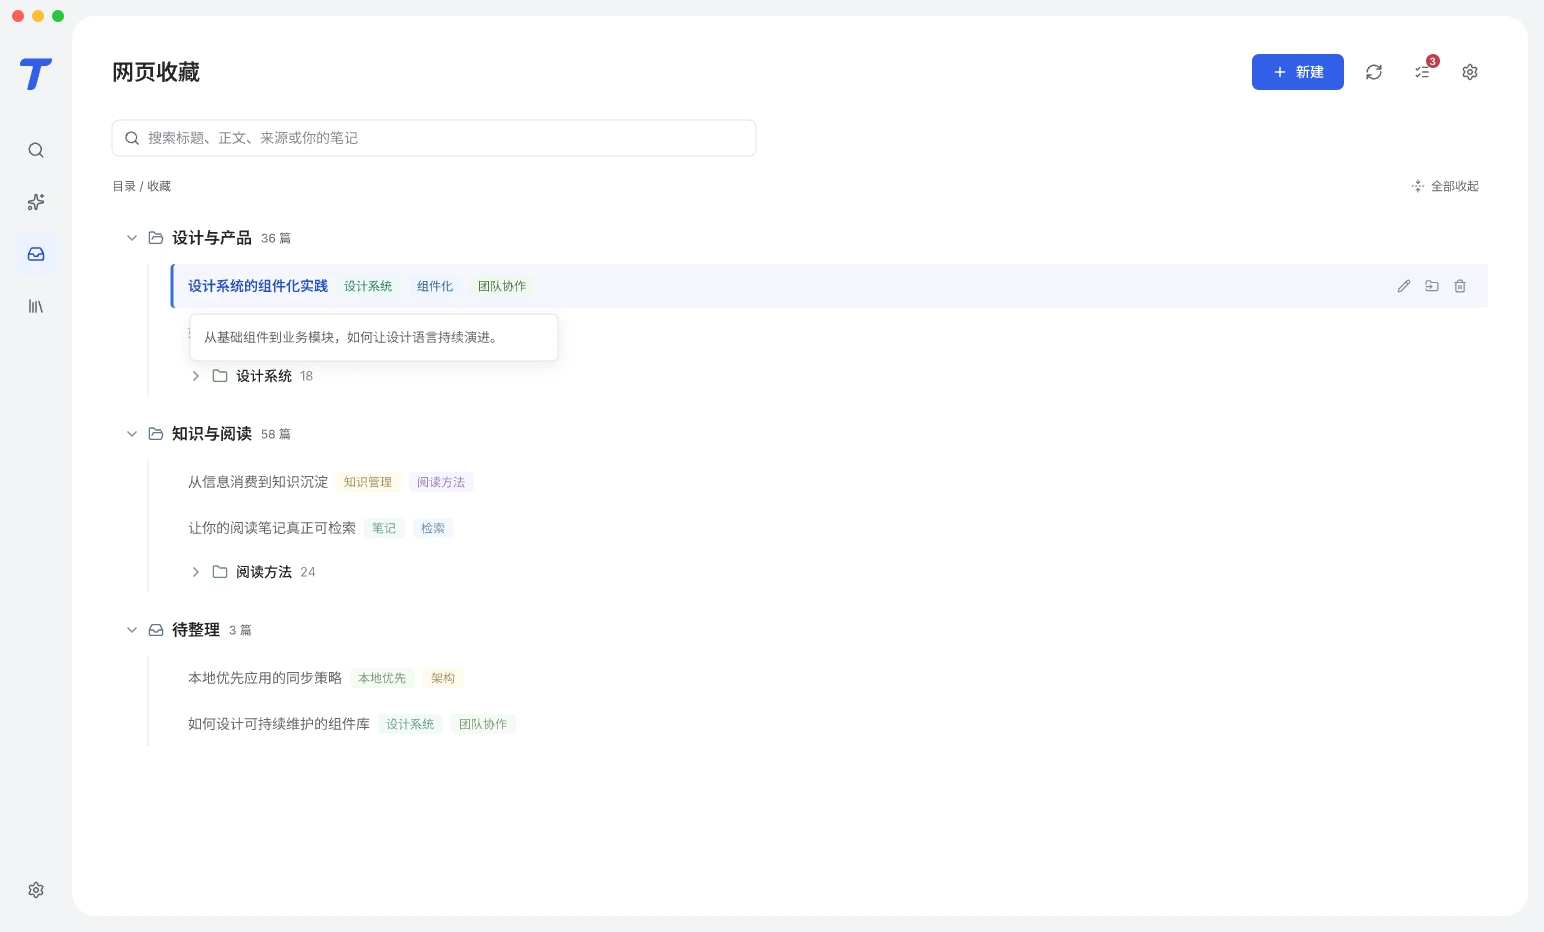 网页收藏
+ 新建
3
搜索标题、正文、来源或你的笔记
目录 / 收藏
全部收起
设计与产品 36 篇
设计系统的组件化实践 设计系统 组件化 团队协作
从基础组件到业务模块，如何让设计语言持续演进。
设计系统 18
知识与阅读 58 篇
从信息消费到知识沉淀 知识管理 阅读方法
让你的阅读笔记真正可检索 笔记 检索
阅读方法 24
待整理 3 篇
本地优先应用的同步策略 本地优先 架构
如何设计可持续维护的组件库 设计系统 团队协作